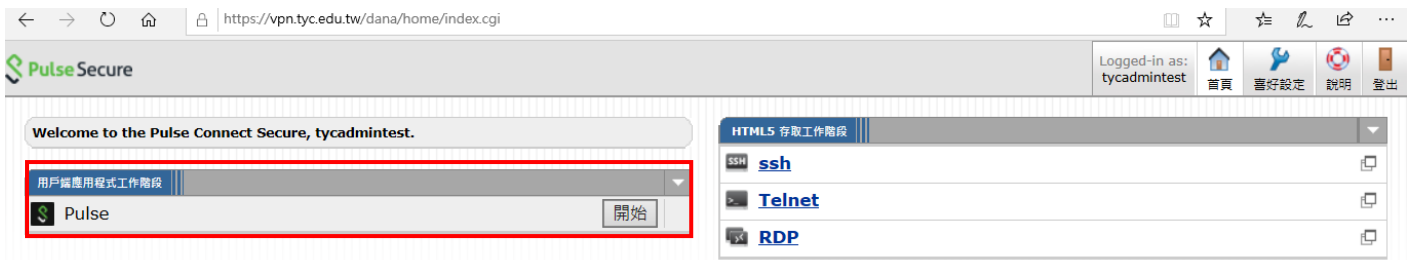 https://vpn.tyc.edu.tw/dana/home/index.cgi
Pulse Secure
Logged-in as:
tycadmintest
首頁
喜好設定
說明
登出
Welcome to the Pulse Connect Secure, tycadmintest.
用戶端應用程式工作階段
Pulse
開始
HTML5 存取工作階段
SSH
ssh
Telnet
RDP